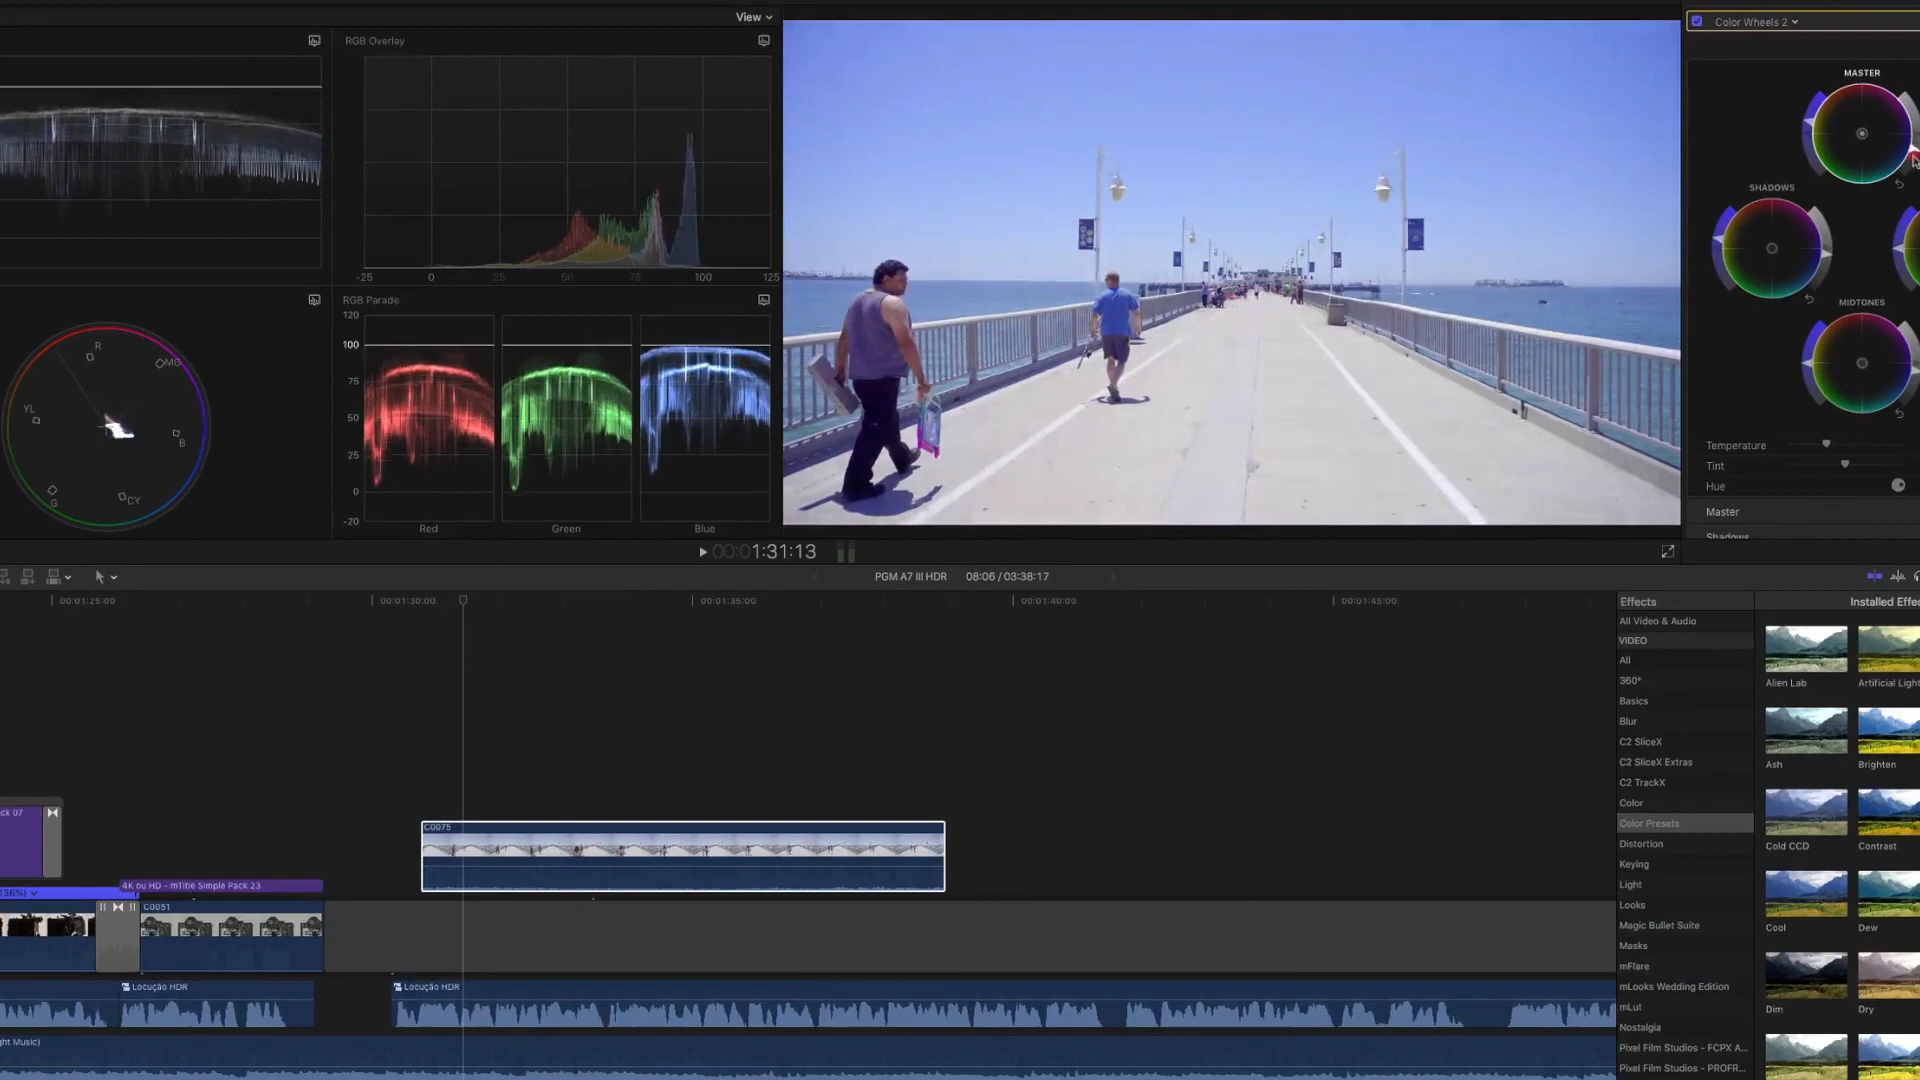 View
Color Wheels 2
RGB Overlay
MASTER
-25 0 25 50 75 100 125
SHADOWS
RGB Parade
120
100
75
50
25
0
-20
Red Green Blue
R
MG
YL
B
G
CY
MIDTONES
Temperature
Tint
Hue
Master
Shadows
00:01:31:13
PGM A7 III HDR 08:06 / 03:38:17
00:01:25:00 00:01:30:00 00:01:35:00 00:01:40:00 00:01:45:00
Effects
Installed Effec
All Video & Audio
VIDEO
All
360°
Basics
Blur
C2 SliceX
C2 SliceX Extras
C2 TrackX
Color
Color Presets
Distortion
Keying
Light
Looks
Magic Bullet Suite
Masks
mFlare
mLooks Wedding Edition
mLut
Nostalgia
Pixel Film Studios - FCPX A...
Pixel Film Studios - PROFR...
Alien Lab Artificial Light
Ash Brighten
Cold CCD Contrast
Cool Dew
Dim Dry
ck 07
C0075
136%)
4K ou HD - mTitle Simple Pack 23
C0051
Locução HDR Locução HDR
ght Music)